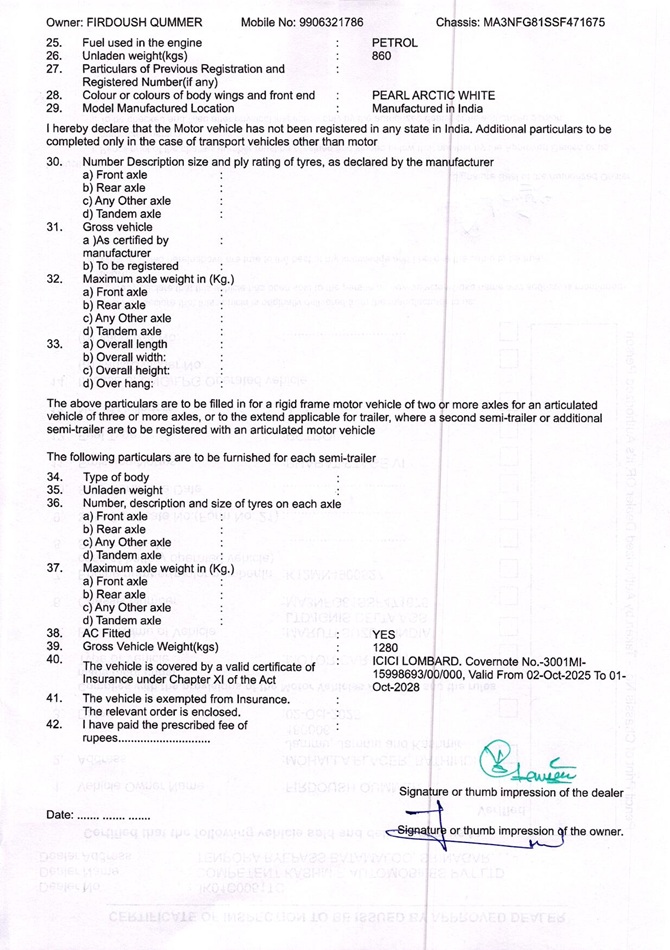 Owner: FIRDOUSH QUMMER Mobile No: 9906321786 Chassis: MA3NFG81SSF471675
25. Fuel used in the engine : PETROL
26. Unladen weight(kgs) : 860
27. Particulars of Previous Registration and :
Registered Number(if any)
28. Colour or colours of body wings and front end : PEARL ARCTIC WHITE
29. Model Manufactured Location : Manufactured in India
I hereby declare that the Motor vehicle has not been registered in any state in India. Additional particulars to be
completed only in the case of transport vehicles other than motor
30. Number Description size and ply rating of tyres, as declared by the manufacturer
a) Front axle :
b) Rear axle :
c) Any Other axle :
d) Tandem axle :
31. Gross vehicle
a )As certified by :
manufacturer
b) To be registered :
32. Maximum axle weight in (Kg.)
a) Front axle :
b) Rear axle :
c) Any Other axle :
d) Tandem axle :
33. a) Overall length :
b) Overall width: :
c) Overall height: :
d) Over hang: :
The above particulars are to be filled in for a rigid frame motor vehicle of two or more axles for an articulated
vehicle of three or more axles, or to the extend applicable for trailer, where a second semi-trailer or additional
semi-trailer are to be registered with an articulated motor vehicle
The following particulars are to be furnished for each semi-trailer
34. Type of body :
35. Unladen weight :
36. Number, description and size of tyres on each axle
a) Front axle :
b) Rear axle :
c) Any Other axle :
d) Tandem axle :
37. Maximum axle weight in (Kg.)
a) Front axle :
b) Rear axle :
c) Any Other axle :
d) Tandem axle :
38. AC Fitted : YES
39. Gross Vehicle Weight(kgs) : 1280
40. The vehicle is covered by a valid certificate of : ICICI LOMBARD. Covernote No.-3001MI-
Insurance under Chapter XI of the Act 15998693/00/000, Valid From 02-Oct-2025 To 01-
Oct-2028
41. The vehicle is exempted from Insurance. :
The relevant order is enclosed. :
42. I have paid the prescribed fee of :
rupees............................
Signature or thumb impression of the dealer
Date: ....... ....... .......
Signature or thumb impression of the owner.